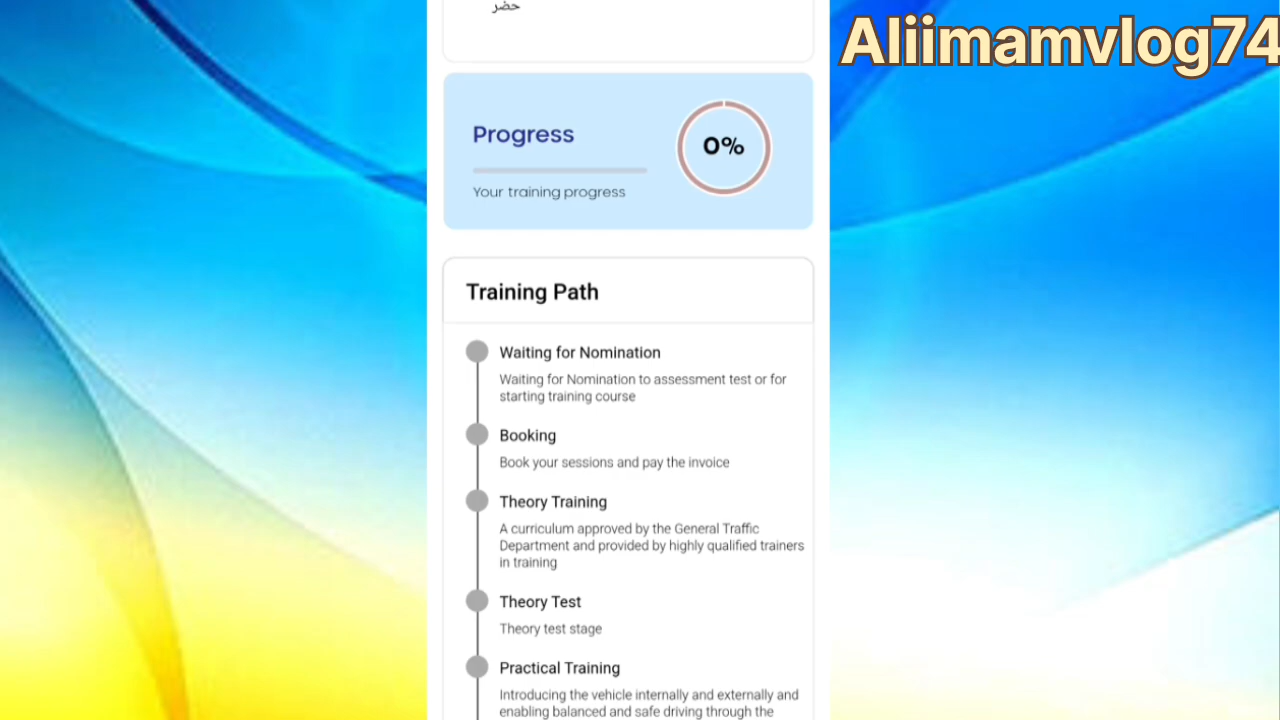 حضر
Aliimamvlog74
Progress
0%
Your training progress
Training Path
Waiting for Nomination
Waiting for Nomination to assessment test or for
starting training course
Booking
Book your sessions and pay the invoice
Theory Training
A curriculum approved by the General Traffic
Department and provided by highly qualified trainers
in training
Theory Test
Theory test stage
Practical Training
Introducing the vehicle internally and externally and
enabling balanced and safe driving through the